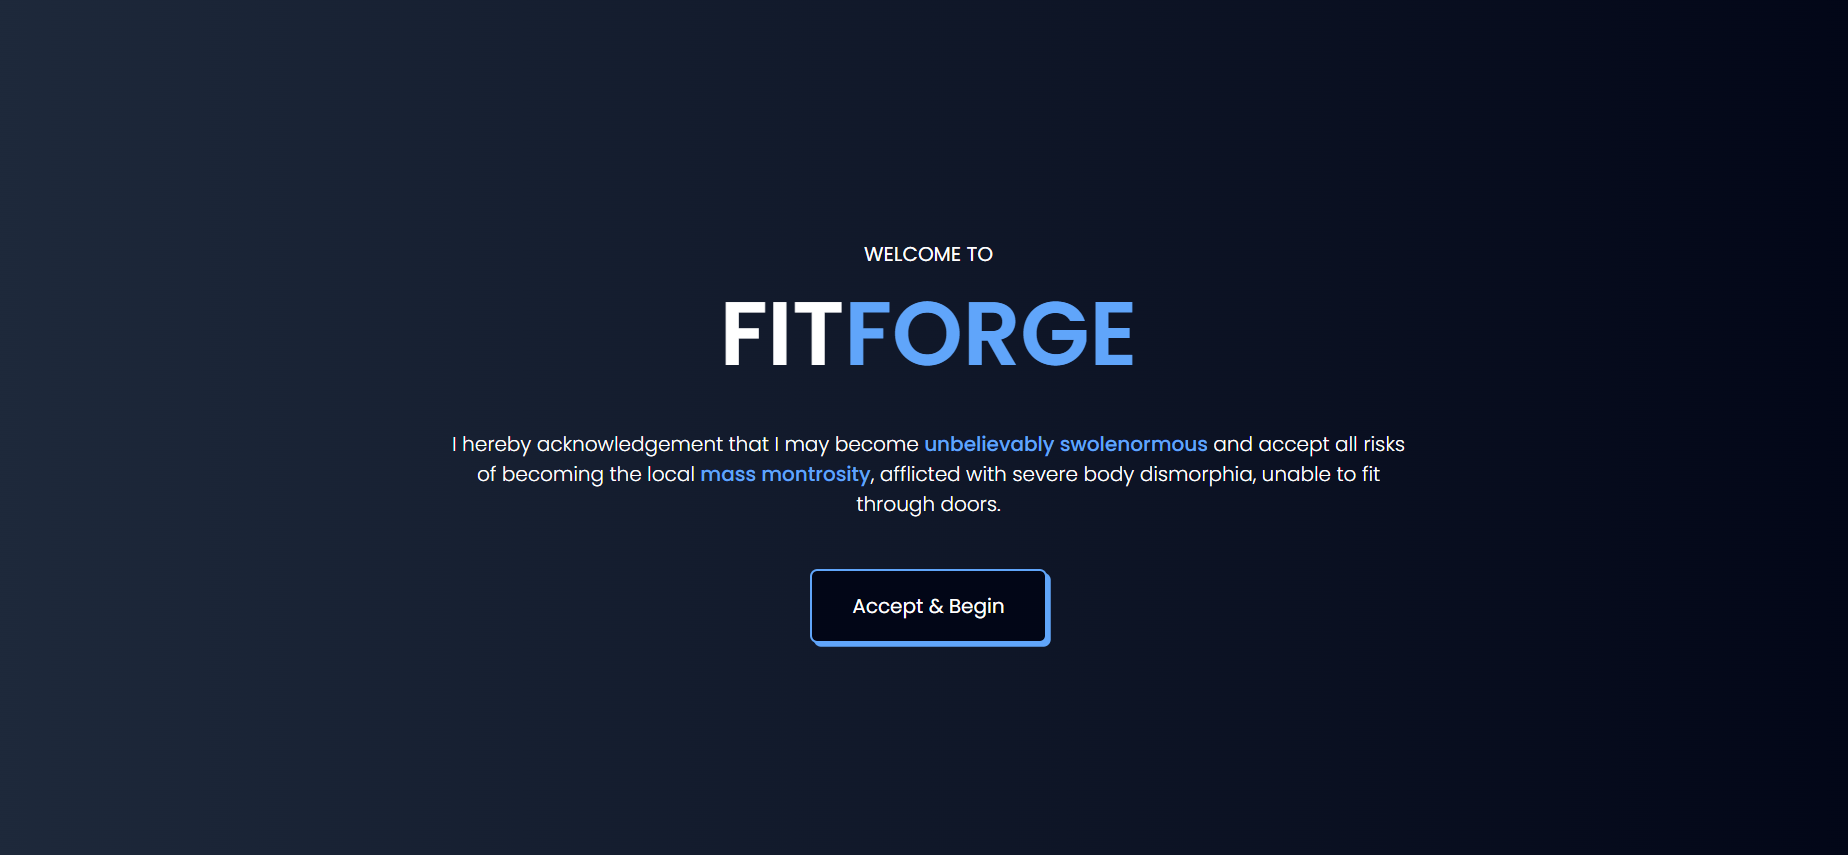 WELCOME TO
FITFORGE
I hereby acknowledgement that I may become unbelievably swolenormous and accept all risks
of becoming the local mass montrosity, afflicted with severe body dismorphia, unable to fit
through doors.
Accept & Begin